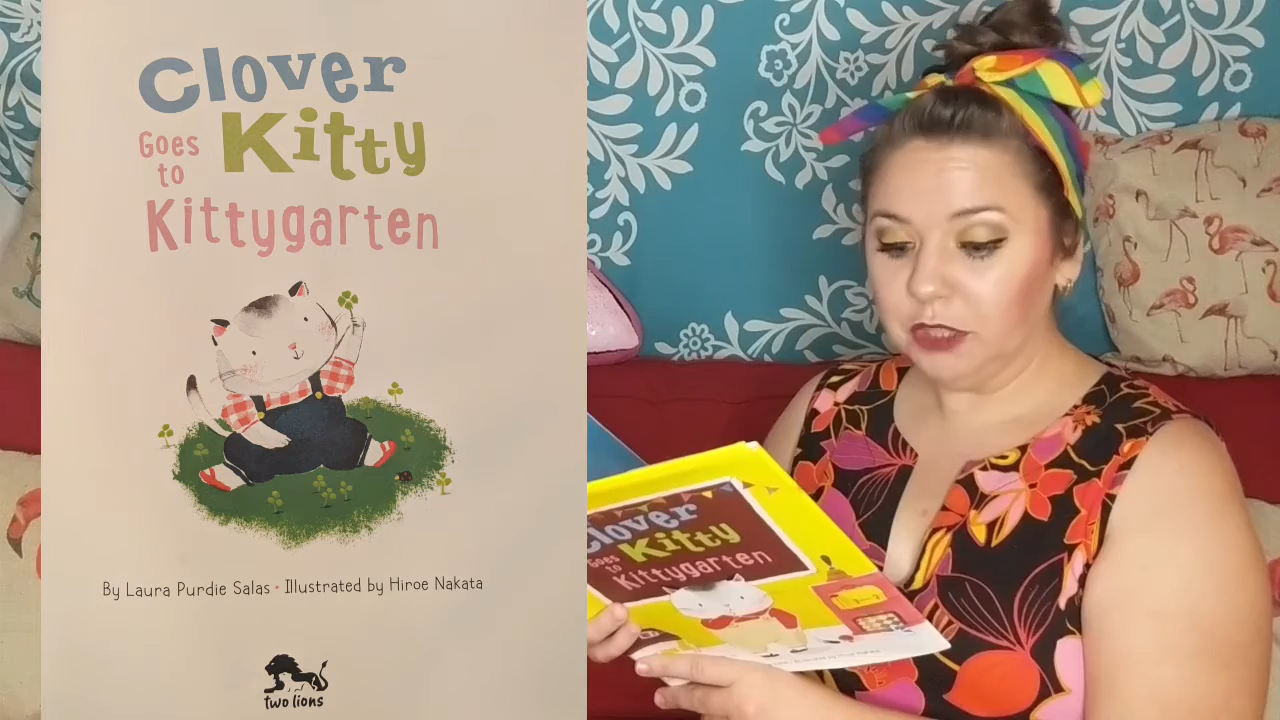 Clover
Goes to Kitty
Kittygarten
By Laura Purdie Salas • Illustrated by Hiroe Nakata
two lions
Clover
Goes to Kitty
Kittygarten